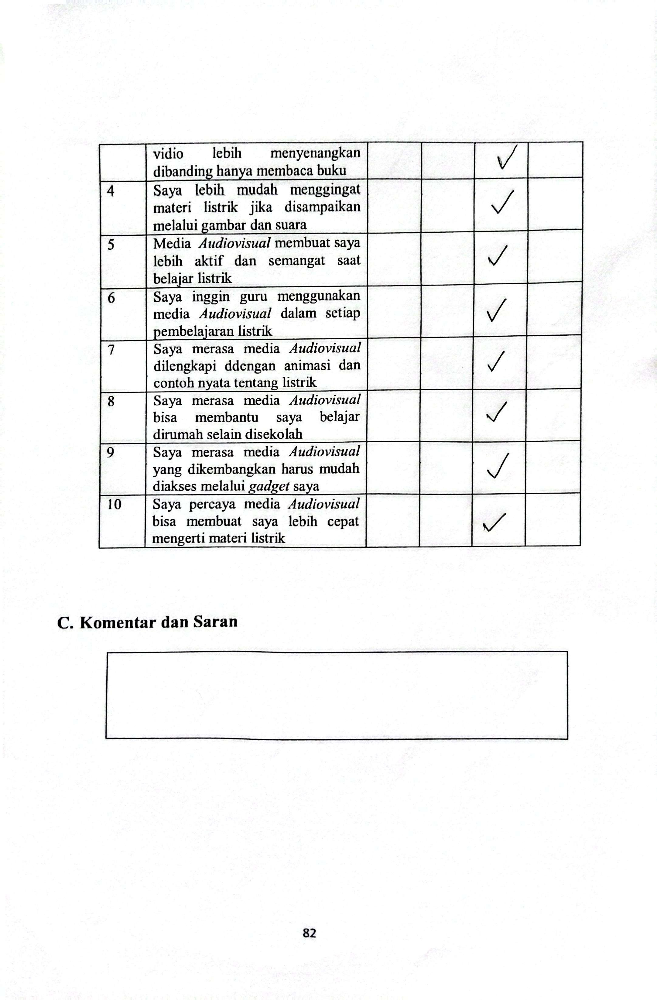 vidio lebih menyenangkan
dibanding hanya membaca buku
✓
4
Saya lebih mudah menggingat
materi listrik jika disampaikan
melalui gambar dan suara
✓
5
Media Audiovisual membuat saya
lebih aktif dan semangat saat
belajar listrik
✓
6
Saya inggin guru menggunakan
media Audiovisual dalam setiap
pembelajaran listrik
✓
7
Saya merasa media Audiovisual
dilengkapi ddengan animasi dan
contoh nyata tentang listrik
✓
8
Saya merasa media Audiovisual
bisa membantu saya belajar
dirumah selain disekolah
✓
9
Saya merasa media Audiovisual
yang dikembangkan harus mudah
diakses melalui gadget saya
✓
10
Saya percaya media Audiovisual
bisa membuat saya lebih cepat
mengerti materi listrik
✓
C. Komentar dan Saran
82